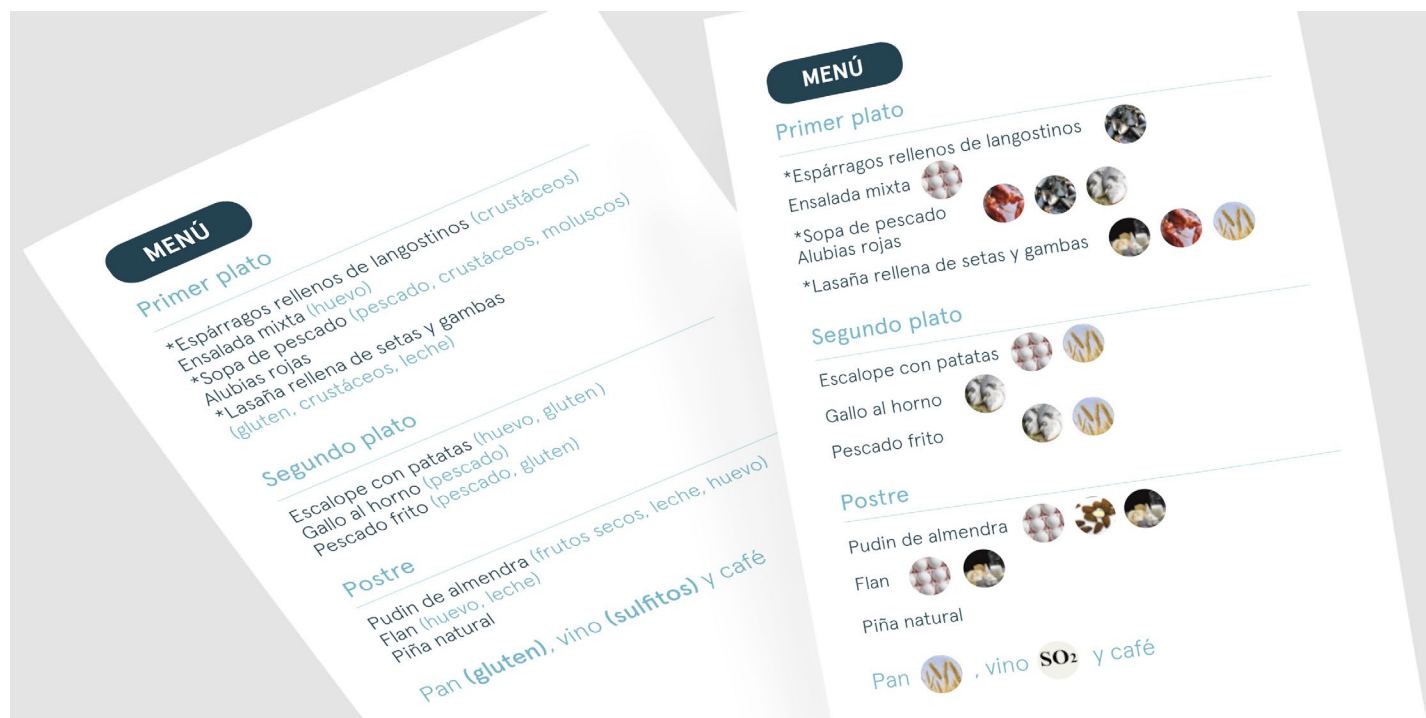 MENÚ
Primer plato
*Espárragos rellenos de langostinos (crustáceos)
Ensalada mixta (huevo)
*Sopa de pescado (pescado, crustáceos, moluscos)
Alubias rojas
*Lasaña rellena de setas y gambas
(gluten, crustáceos, leche)
Segundo plato
Escalope con patatas (huevo, gluten)
Gallo al horno (pescado)
Pescado frito (pescado, gluten)
Postre
Pudin de almendra (frutos secos, leche, huevo)
Flan (huevo, leche)
Piña natural
Pan (gluten), vino (sulfitos) y café
MENÚ
Primer plato
*Espárragos rellenos de langostinos
Ensalada mixta
*Sopa de pescado
Alubias rojas
*Lasaña rellena de setas y gambas
Segundo plato
Escalope con patatas
Gallo al horno
Pescado frito
Postre
Pudin de almendra
Flan
Piña natural
Pan , vino SO₂ y café